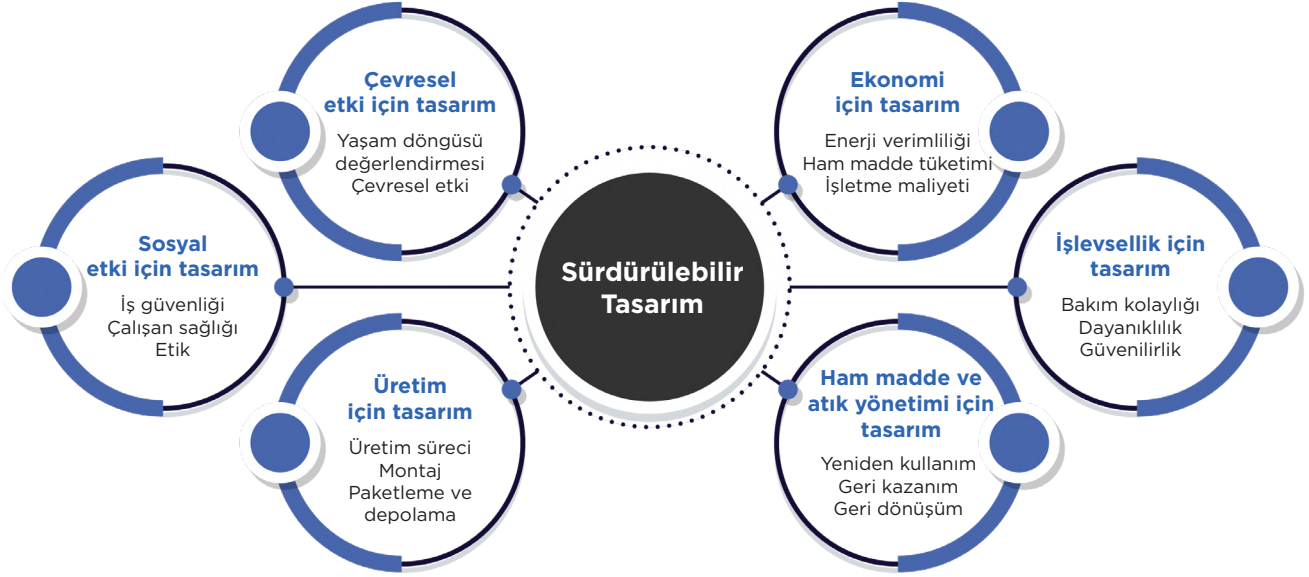 Çevresel
etki için tasarım
Yaşam döngüsü
değerlendirmesi
Çevresel etki
Ekonomi
için tasarım
Enerji verimliliği
Ham madde tüketimi
İşletme maliyeti
Sosyal
etki için tasarım
İş güvenliği
Çalışan sağlığı
Etik
Sürdürülebilir
Tasarım
İşlevsellik için
tasarım
Bakım kolaylığı
Dayanıklılık
Güvenilirlik
Üretim
için tasarım
Üretim süreci
Montaj
Paketleme ve
depolama
Ham madde ve
atık yönetimi için
tasarım
Yeniden kullanım
Geri kazanım
Geri dönüşüm